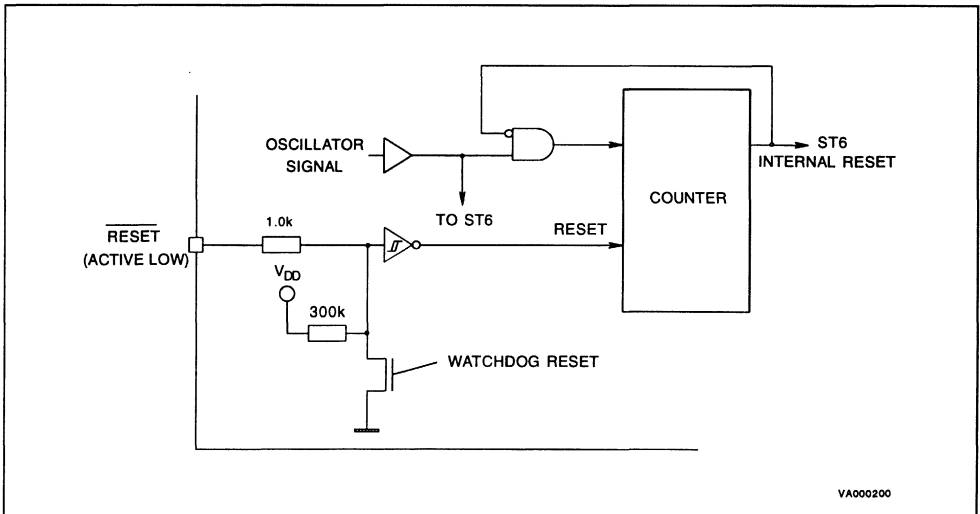 OSCILLATOR
SIGNAL
ST6
INTERNAL RESET
COUNTER
TO ST6
RESET
(ACTIVE LOW)
1.0k
RESET
VDD
300k
WATCHDOG RESET
VA000200